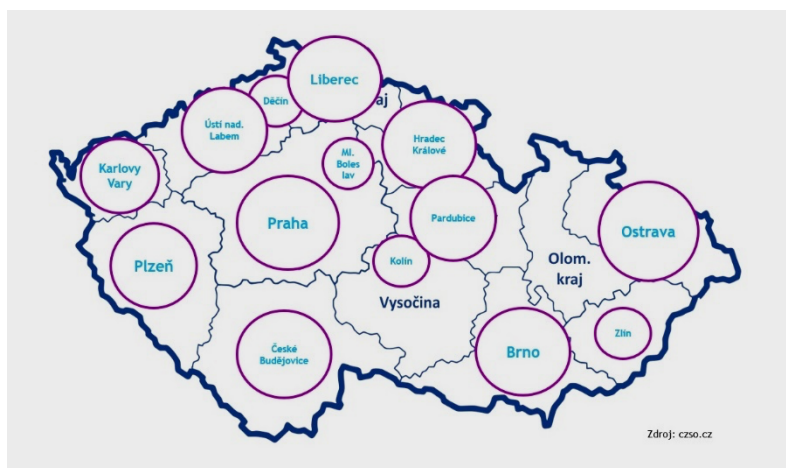 Liberec
Děčín
aj
Ústí nad.
Labem
Hradec
Králové
Ml.
Boles
lav
Karlovy
Vary
Praha
Pardubice
Ostrava
Plzeň
Kolín
Olom.
kraj
Vysočina
Zlín
České
Budějovice
Brno
Zdroj: czso.cz